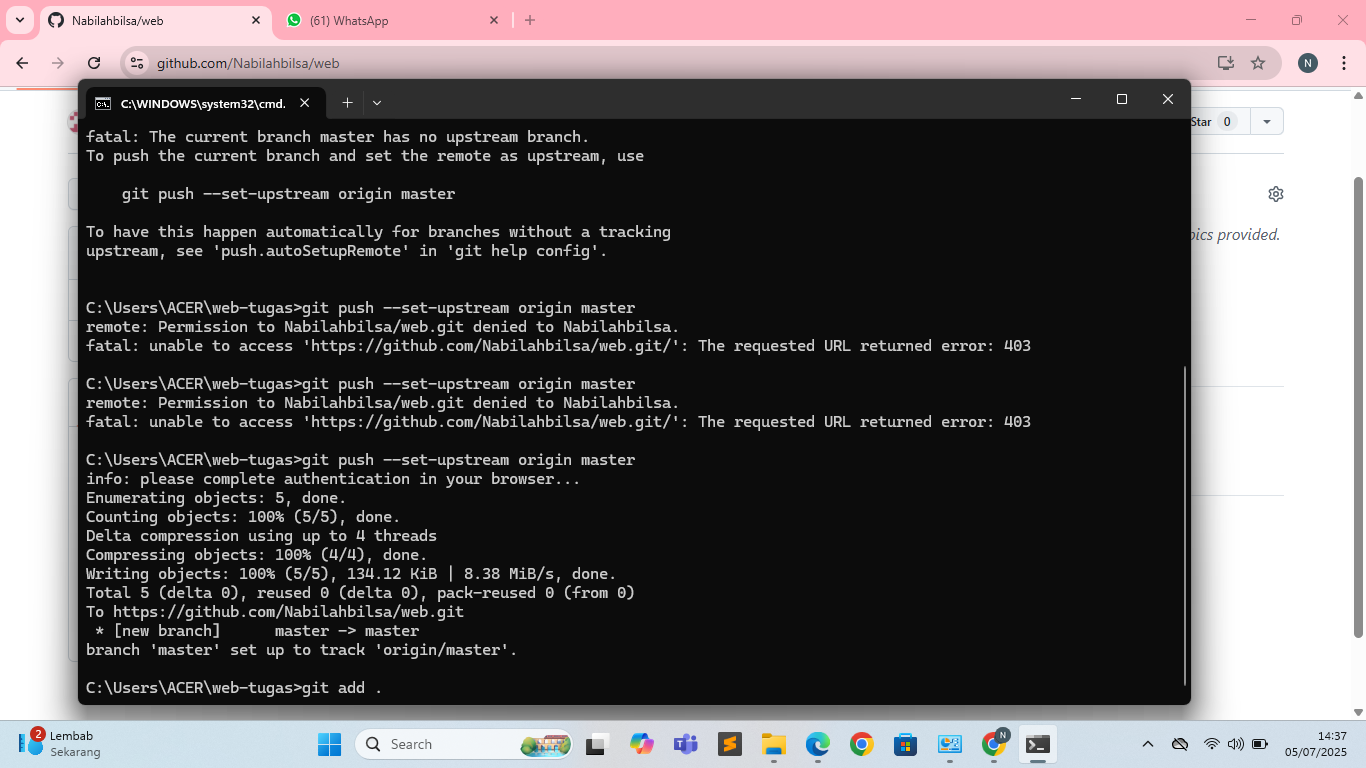 Nabilahbilsa/web
(61) WhatsApp
github.com/Nabilahbilsa/web
N
C:\WINDOWS\system32\cmd.
Star 0
fatal: The current branch master has no upstream branch.
To push the current branch and set the remote as upstream, use
git push --set-upstream origin master
To have this happen automatically for branches without a tracking
upstream, see 'push.autoSetupRemote' in 'git help config'.
provided.
C:\Users\ACER\web-tugas>git push --set-upstream origin master
remote: Permission to Nabilahbilsa/web.git denied to Nabilahbilsa.
fatal: unable to access 'https://github.com/Nabilahbilsa/web.git/': The requested URL returned error: 403
C:\Users\ACER\web-tugas>git push --set-upstream origin master
remote: Permission to Nabilahbilsa/web.git denied to Nabilahbilsa.
fatal: unable to access 'https://github.com/Nabilahbilsa/web.git/': The requested URL returned error: 403
C:\Users\ACER\web-tugas>git push --set-upstream origin master
info: please complete authentication in your browser...
Enumerating objects: 5, done.
Counting objects: 100% (5/5), done.
Delta compression using up to 4 threads
Compressing objects: 100% (4/4), done.
Writing objects: 100% (5/5), 134.12 KiB | 8.38 MiB/s, done.
Total 5 (delta 0), reused 0 (delta 0), pack-reused 0 (from 0)
To https://github.com/Nabilahbilsa/web.git
* [new branch] master -> master
branch 'master' set up to track 'origin/master'.
C:\Users\ACER\web-tugas>git add .
2
Lembab
Sekarang
Search
N
14:37
05/07/2025